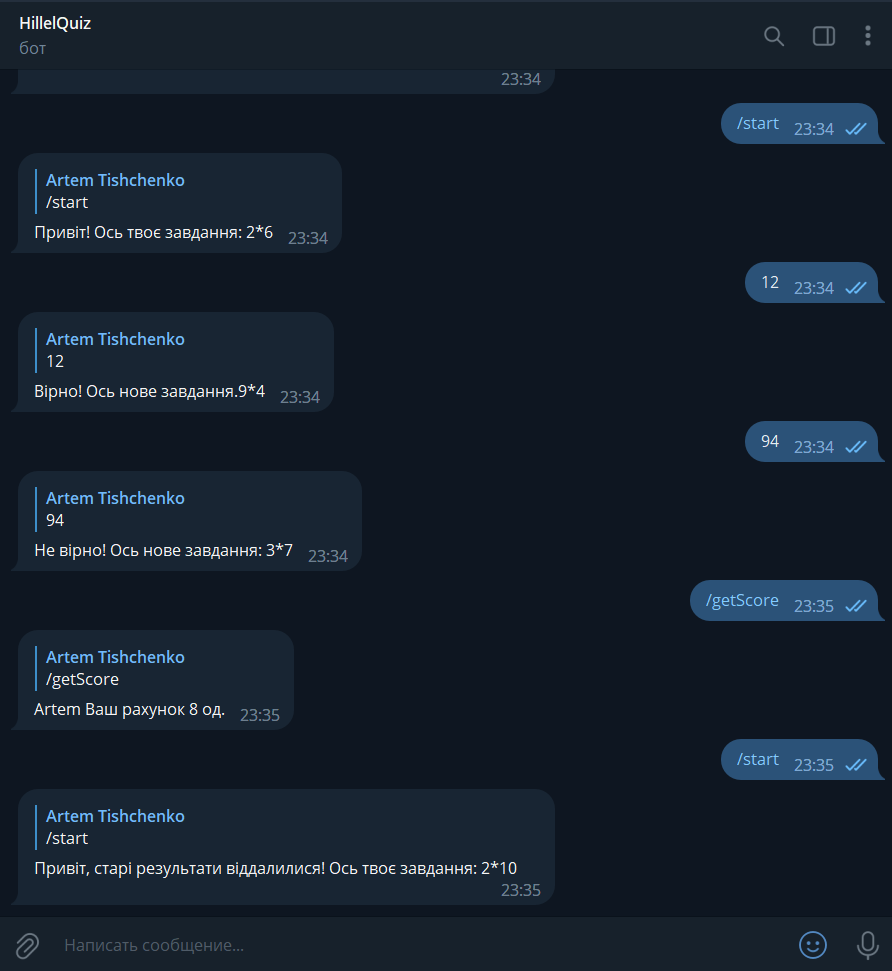 HillelQuiz
бот
23:34
/start 23:34
Artem Tishchenko
/start
Привіт! Ось твоє завдання: 2*6 23:34
12 23:34
Artem Tishchenko
12
Вірно! Ось нове завдання.9*4 23:34
94 23:34
Artem Tishchenko
94
Не вірно! Ось нове завдання: 3*7 23:34
/getScore 23:35
Artem Tishchenko
/getScore
Artem Ваш рахунок 8 од. 23:35
/start 23:35
Artem Tishchenko
/start
Привіт, старі результати віддалилися! Ось твоє завдання: 2*10
23:35
Написать сообщение...